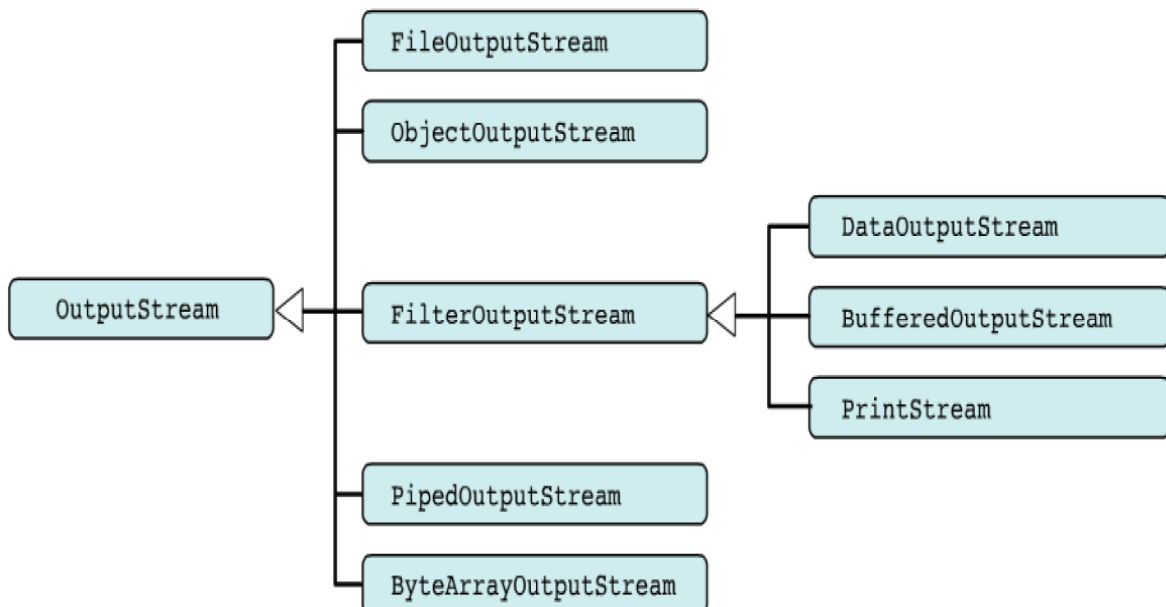 FileOutputStream
ObjectOutputStream
DataOutputStream
OutputStream
FilterOutputStream
BufferedOutputStream
PrintStream
PipedOutputStream
ByteArrayOutputStream